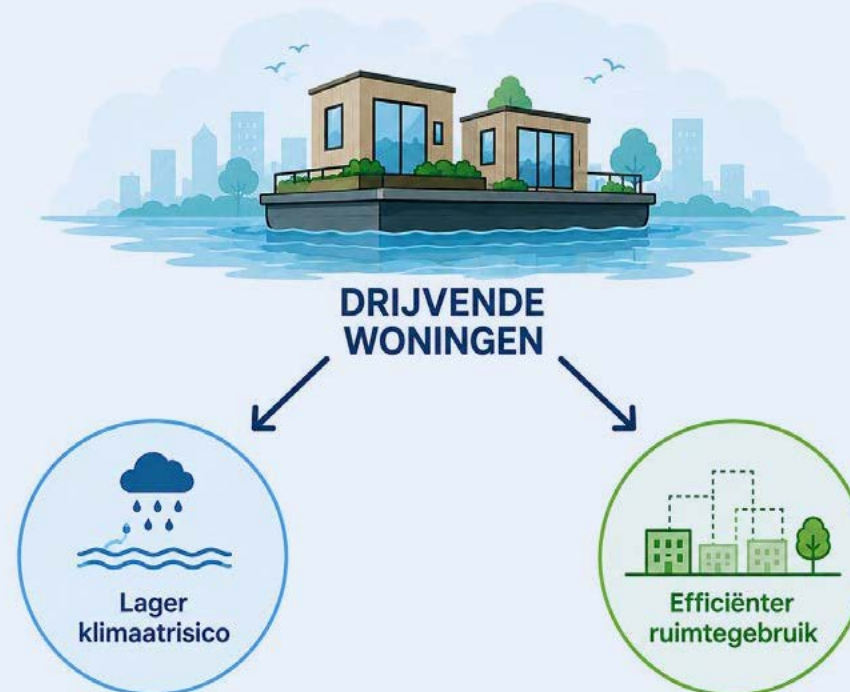 DRIJVENDE
WONINGEN
Lager
klimaatrisico
Efficiënter
ruimtegebruik